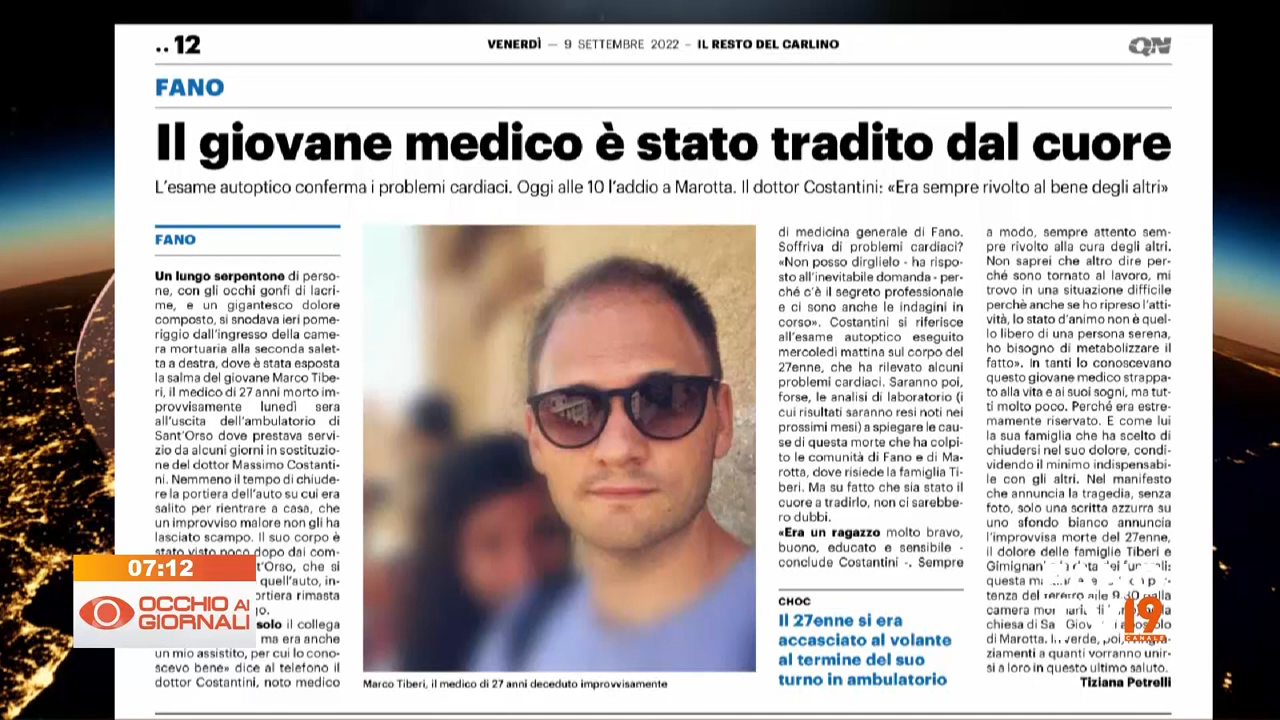 .. 12
VENERDÌ — 9 SETTEMBRE 2022 – IL RESTO DEL CARLINO
QN
FANO
Il giovane medico è stato tradito dal cuore
L'esame autoptico conferma i problemi cardiaci. Oggi alle 10 l'addio a Marotta. Il dottor Costantini: «Era sempre rivolto al bene degli altri»
FANO
Un lungo serpentone di perso-
ne, con gli occhi gonfi di lacri-
me, e un gigantesco dolore
composto, si snodava ieri pome-
riggio dall'ingresso della came-
ra mortuaria alla seconda salet-
ta a destra, dove è stata esposta
la salma del giovane Marco Tibe-
ri, il medico di 27 anni morto im-
provvisamente lunedì sera
all'uscita dell'ambulatorio di
Sant'Orso dove prestava servi-
zio da alcuni giorni in sostituzio-
ne del dottor Massimo Costanti-
ni. Nemmeno il tempo di chiude-
re la portiera dell'auto su cui era
salito per rientrare a casa, che
un improvviso malore non gli ha
lasciato scampo. Il suo corpo è
stato visto poco dopo dai com-
t'Orso, che si
quell'auto, in-
ortiera rimasta
go.
solo il collega
ma era anche
un mio assistito, per cui lo cono-
scevo bene» dice al telefono il
dottor Costantini, noto medico
Marco Tiberi, il medico di 27 anni deceduto improvvisamente
di medicina generale di Fano.
Soffriva di problemi cardiaci?
«Non posso dirglielo - ha rispo-
sto all'inevitabile domanda - per-
ché c'è il segreto professionale
e ci sono anche le indagini in
corso». Costantini si riferisce
all'esame autoptico eseguito
mercoledì mattina sul corpo del
27enne, che ha rilevato alcuni
problemi cardiaci. Saranno poi,
forse, le analisi di laboratorio (i
cui risultati saranno resi noti nei
prossimi mesi) a spiegare le cau-
se di questa morte che ha colpi-
to le comunità di Fano e di Ma-
rotta, dove risiede la famiglia Ti-
beri. Ma su fatto che sia stato il
cuore a tradirlo, non ci sarebbe-
ro dubbi.
«Era un ragazzo molto bravo,
buono, educato e sensibile -
conclude Costantini -. Sempre
CHOC
Il 27enne si era
accasciato al volante
al termine del suo
turno in ambulatorio
a modo, sempre attento sem-
pre rivolto alla cura degli altri.
Non saprei che altro dire per-
ché sono tornato al lavoro, mi
trovo in una situazione difficile
perchè anche se ho ripreso l'atti-
vità, lo stato d'animo non è quel-
lo libero di una persona serena,
ho bisogno di metabolizzare il
fatto». In tanti lo conoscevano
questo giovane medico strappa-
to alla vita e ai suoi sogni, ma tut-
ti molto poco. Perché era estre-
mamente riservato. E come lui
la sua famiglia che ha scelto di
chiudersi nel suo dolore, condi-
videndo il minimo indispensabi-
le con gli altri. Nel manifesto
che annuncia la tragedia, senza
foto, solo una scritta azzurra su
uno sfondo bianco annuncia
l'improvvisa morte del 27enne,
il dolore delle famiglie Tiberi e
Gimignani data dei funerali:
questa
tenza del feretro alle 9.30 dalla
camera
chiesa di
di Marotta. In verde, poi,
ziamenti a quanti vorranno unir-
si a loro in questo ultimo saluto.
Tiziana Petrelli
07:12
OCCHIO AI
GIORNALI
19
CANALE